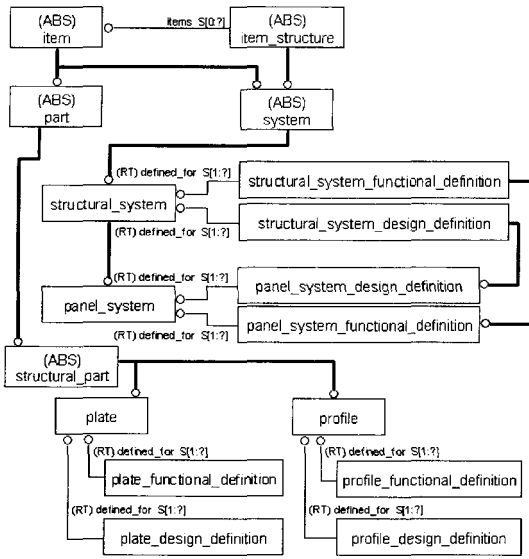 (ABS)
item
items S[0:?]
(ABS)
item_structure
(ABS)
part
(ABS)
system
(RT) defined_for S[1:?]
structural_system_functional_definition
structural_system
structural_system_design_definition
(RT) defined_for S[1:?]
(RT) defined_for S[1:?]
panel_system_design_definition
panel_system
panel_system_functional_definition
(RT) defined_for S[1:?]
(ABS)
structural_part
plate
profile
(RT) defined_for S[1:?]
(RT) defined_for S[1:?]
plate_functional_definition
profile_functional_definition
(RT) defined_for S[1:?]
(RT) defined_for S[1:?]
plate_design_definition
profile_design_definition